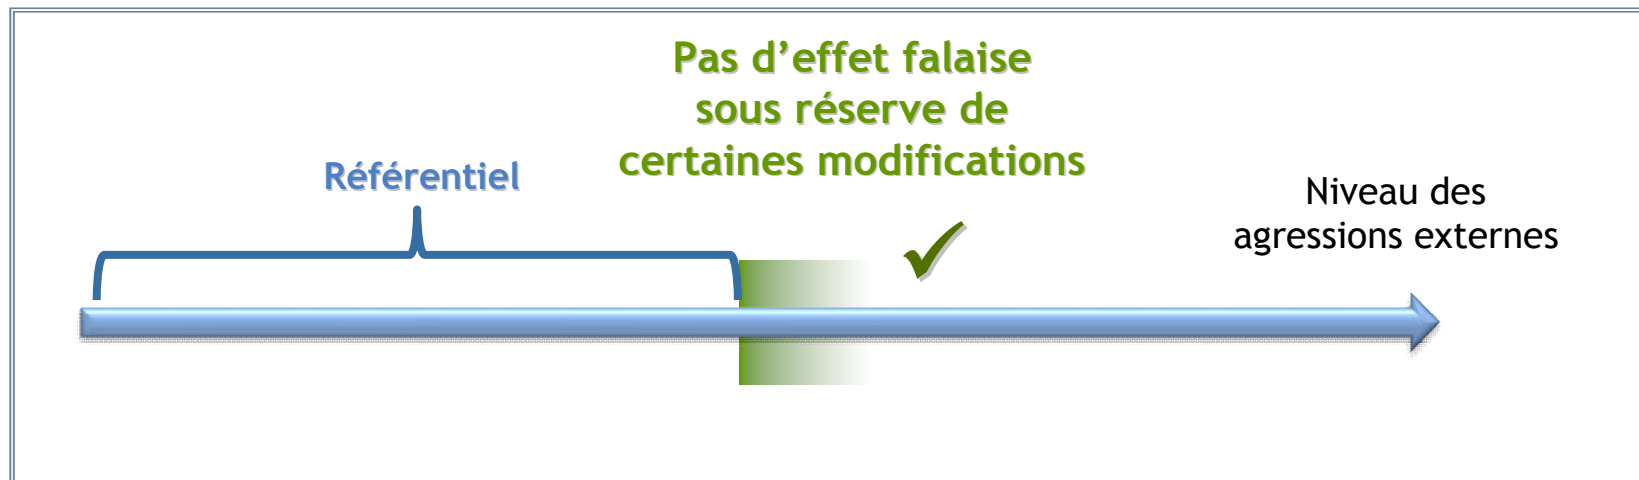 Pas d’effet falaise
sous réserve de
certaines modifications
Référentiel
Niveau des
agressions externes